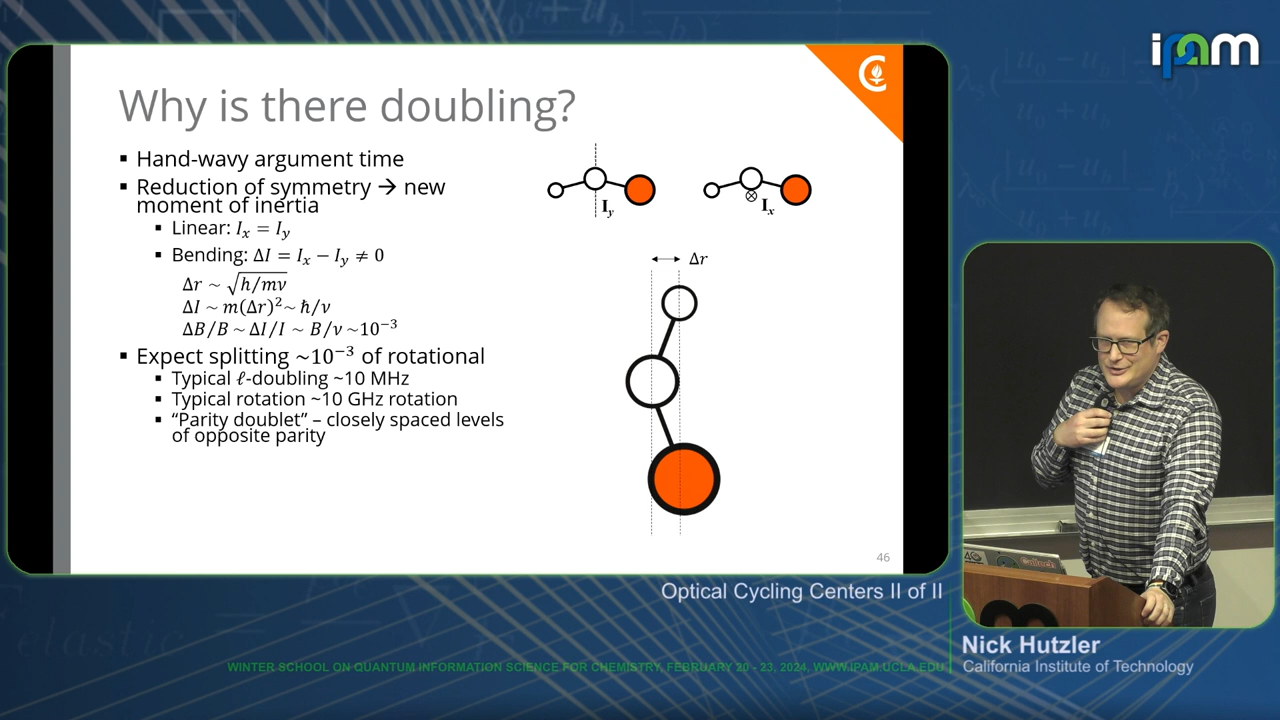 ipam
Why is there doubling?
▪ Hand-wavy argument time
▪ Reduction of symmetry → new
moment of inertia
▪ Linear: I_x = I_y
▪ Bending: ΔI = I_x − I_y ≠ 0
Δr ~ √(h/mν)
ΔI ~ m(Δr)² ~ ℏ/ν
ΔB/B ~ ΔI/I ~ B/ν ~10⁻³
▪ Expect splitting ~10⁻³ of rotational
▪ Typical ℓ-doubling ~10 MHz
▪ Typical rotation ~10 GHz rotation
▪ “Parity doublet” – closely spaced levels
of opposite parity
I_y
I_x
Δr
46
Caltech
Optical Cycling Centers II of II
Nick Hutzler
California Institute of Technology
WINTER SCHOOL ON QUANTUM INFORMATION SCIENCE FOR CHEMISTRY, FEBRUARY 20 - 23, 2024, WWW.IPAM.UCLA.EDU